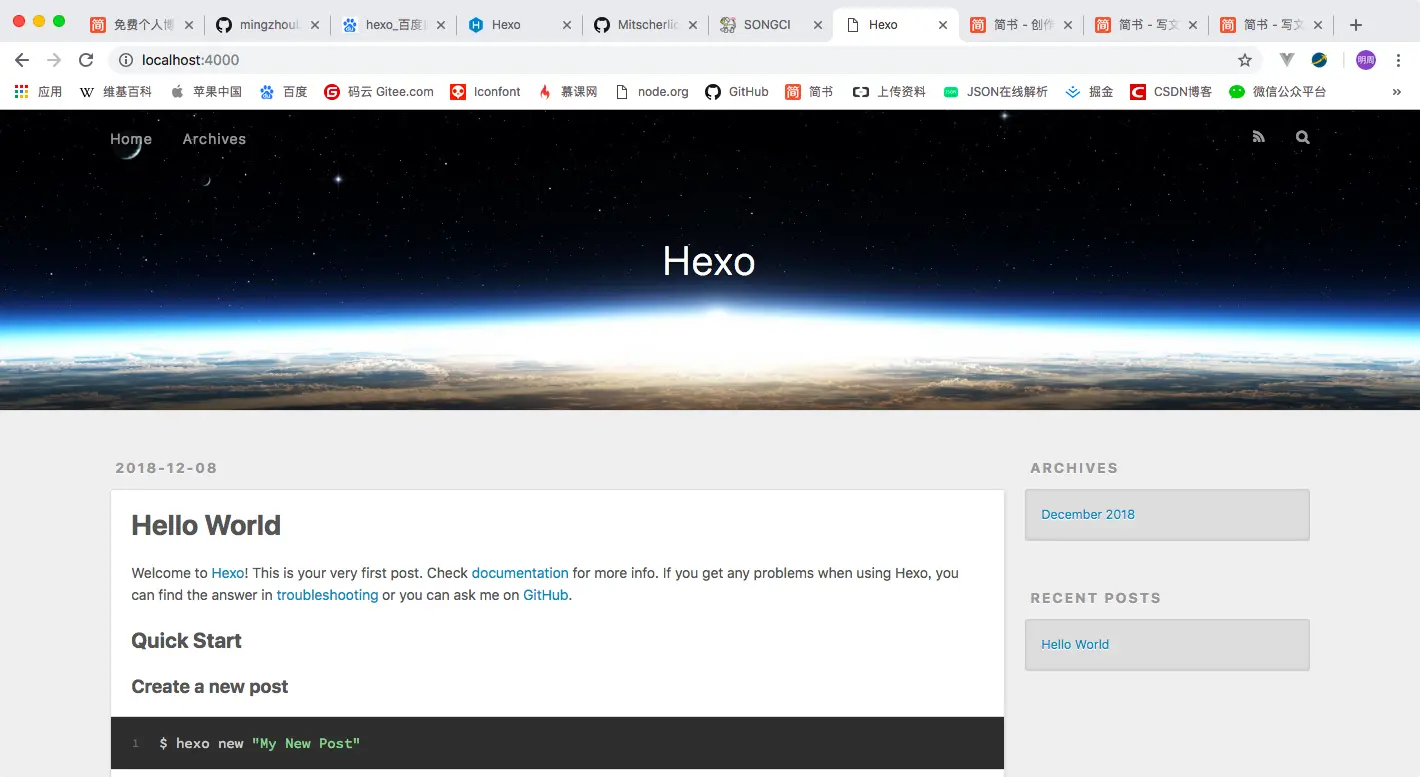 免费个人博
mingzhoul
hexo_百度
Hexo
Mitscherlic
SONGCI
Hexo
简书 - 创作
简书 - 写文
简书 - 写文
localhost:4000
明周
应用
维基百科
苹果中国
百度
码云 Gitee.com
Iconfont
慕课网
node.org
GitHub
简书
上传资料
JSON在线解析
掘金
CSDN博客
微信公众平台
»
Home Archives
Hexo
2018-12-08
Hello World
Welcome to Hexo! This is your very first post. Check documentation for more info. If you get any problems when using Hexo, you
can find the answer in troubleshooting or you can ask me on GitHub.
Quick Start
Create a new post
1 $ hexo new "My New Post"
ARCHIVES
December 2018
RECENT POSTS
Hello World